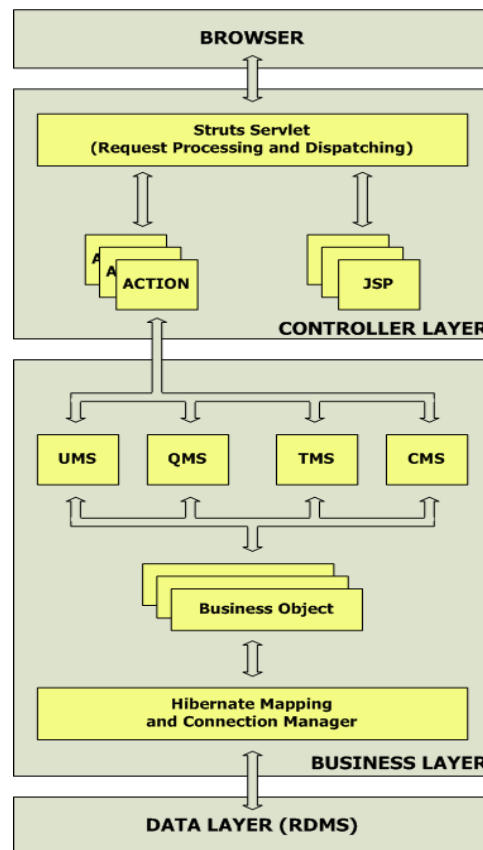 BROWSER
Struts Servlet
(Request Processing and Dispatching)
A
A
ACTION
JSP
CONTROLLER LAYER
UMS
QMS
TMS
CMS
Business Object
Hibernate Mapping
and Connection Manager
BUSINESS LAYER
DATA LAYER (RDMS)